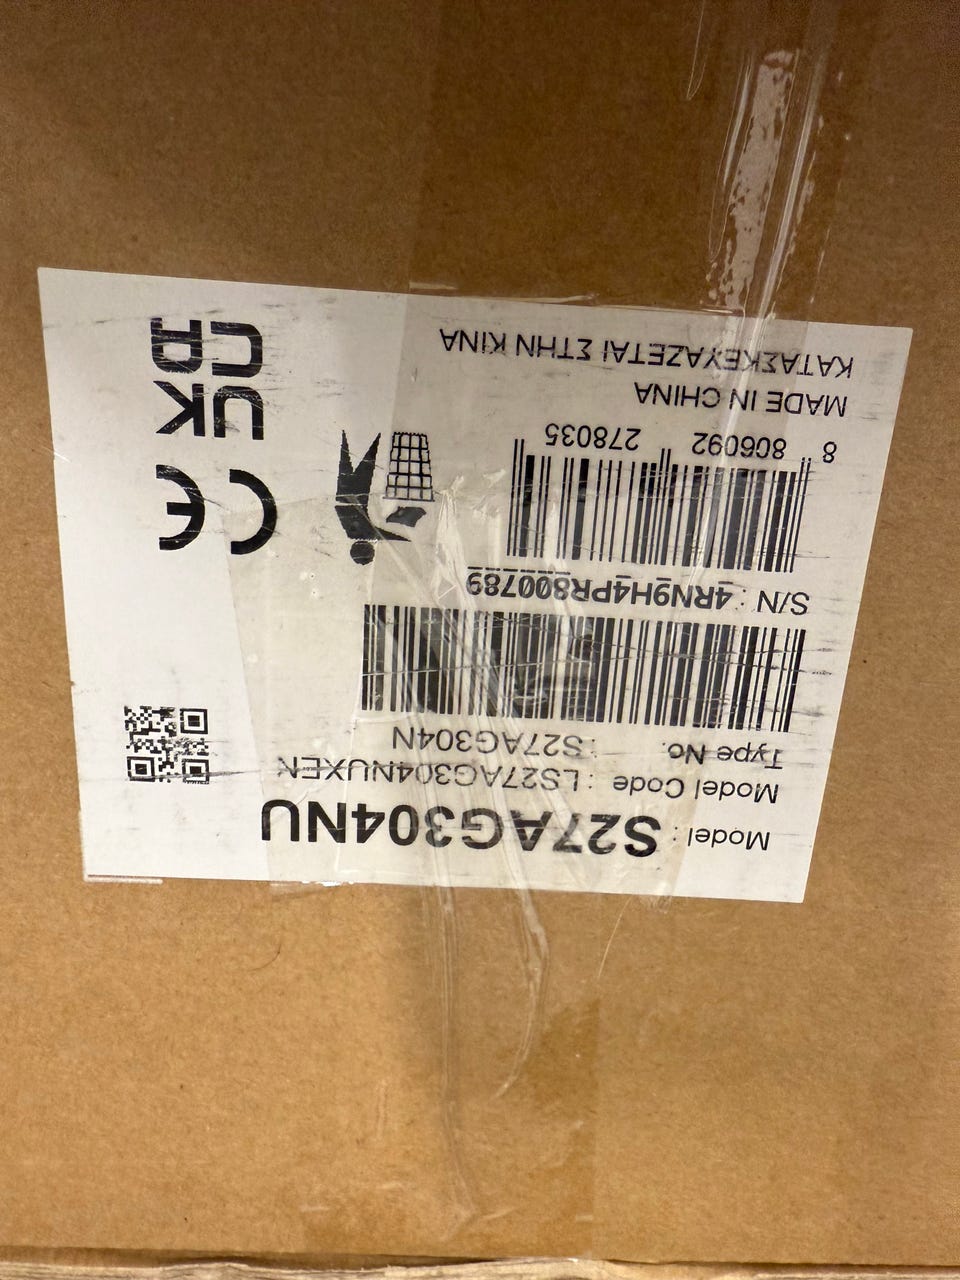 Model : S27AG304NU
Model Code : LS27AG304NUXEN
Type No. : S27AG304N
S/N : 4RN9H4PR800789
8 806092 278035
MADE IN CHINA
ΚΑΤΑΣΚΕΥΑΖΕΤΑΙ ΣΤΗΝ ΚΙΝΑ
CE
UK
CA